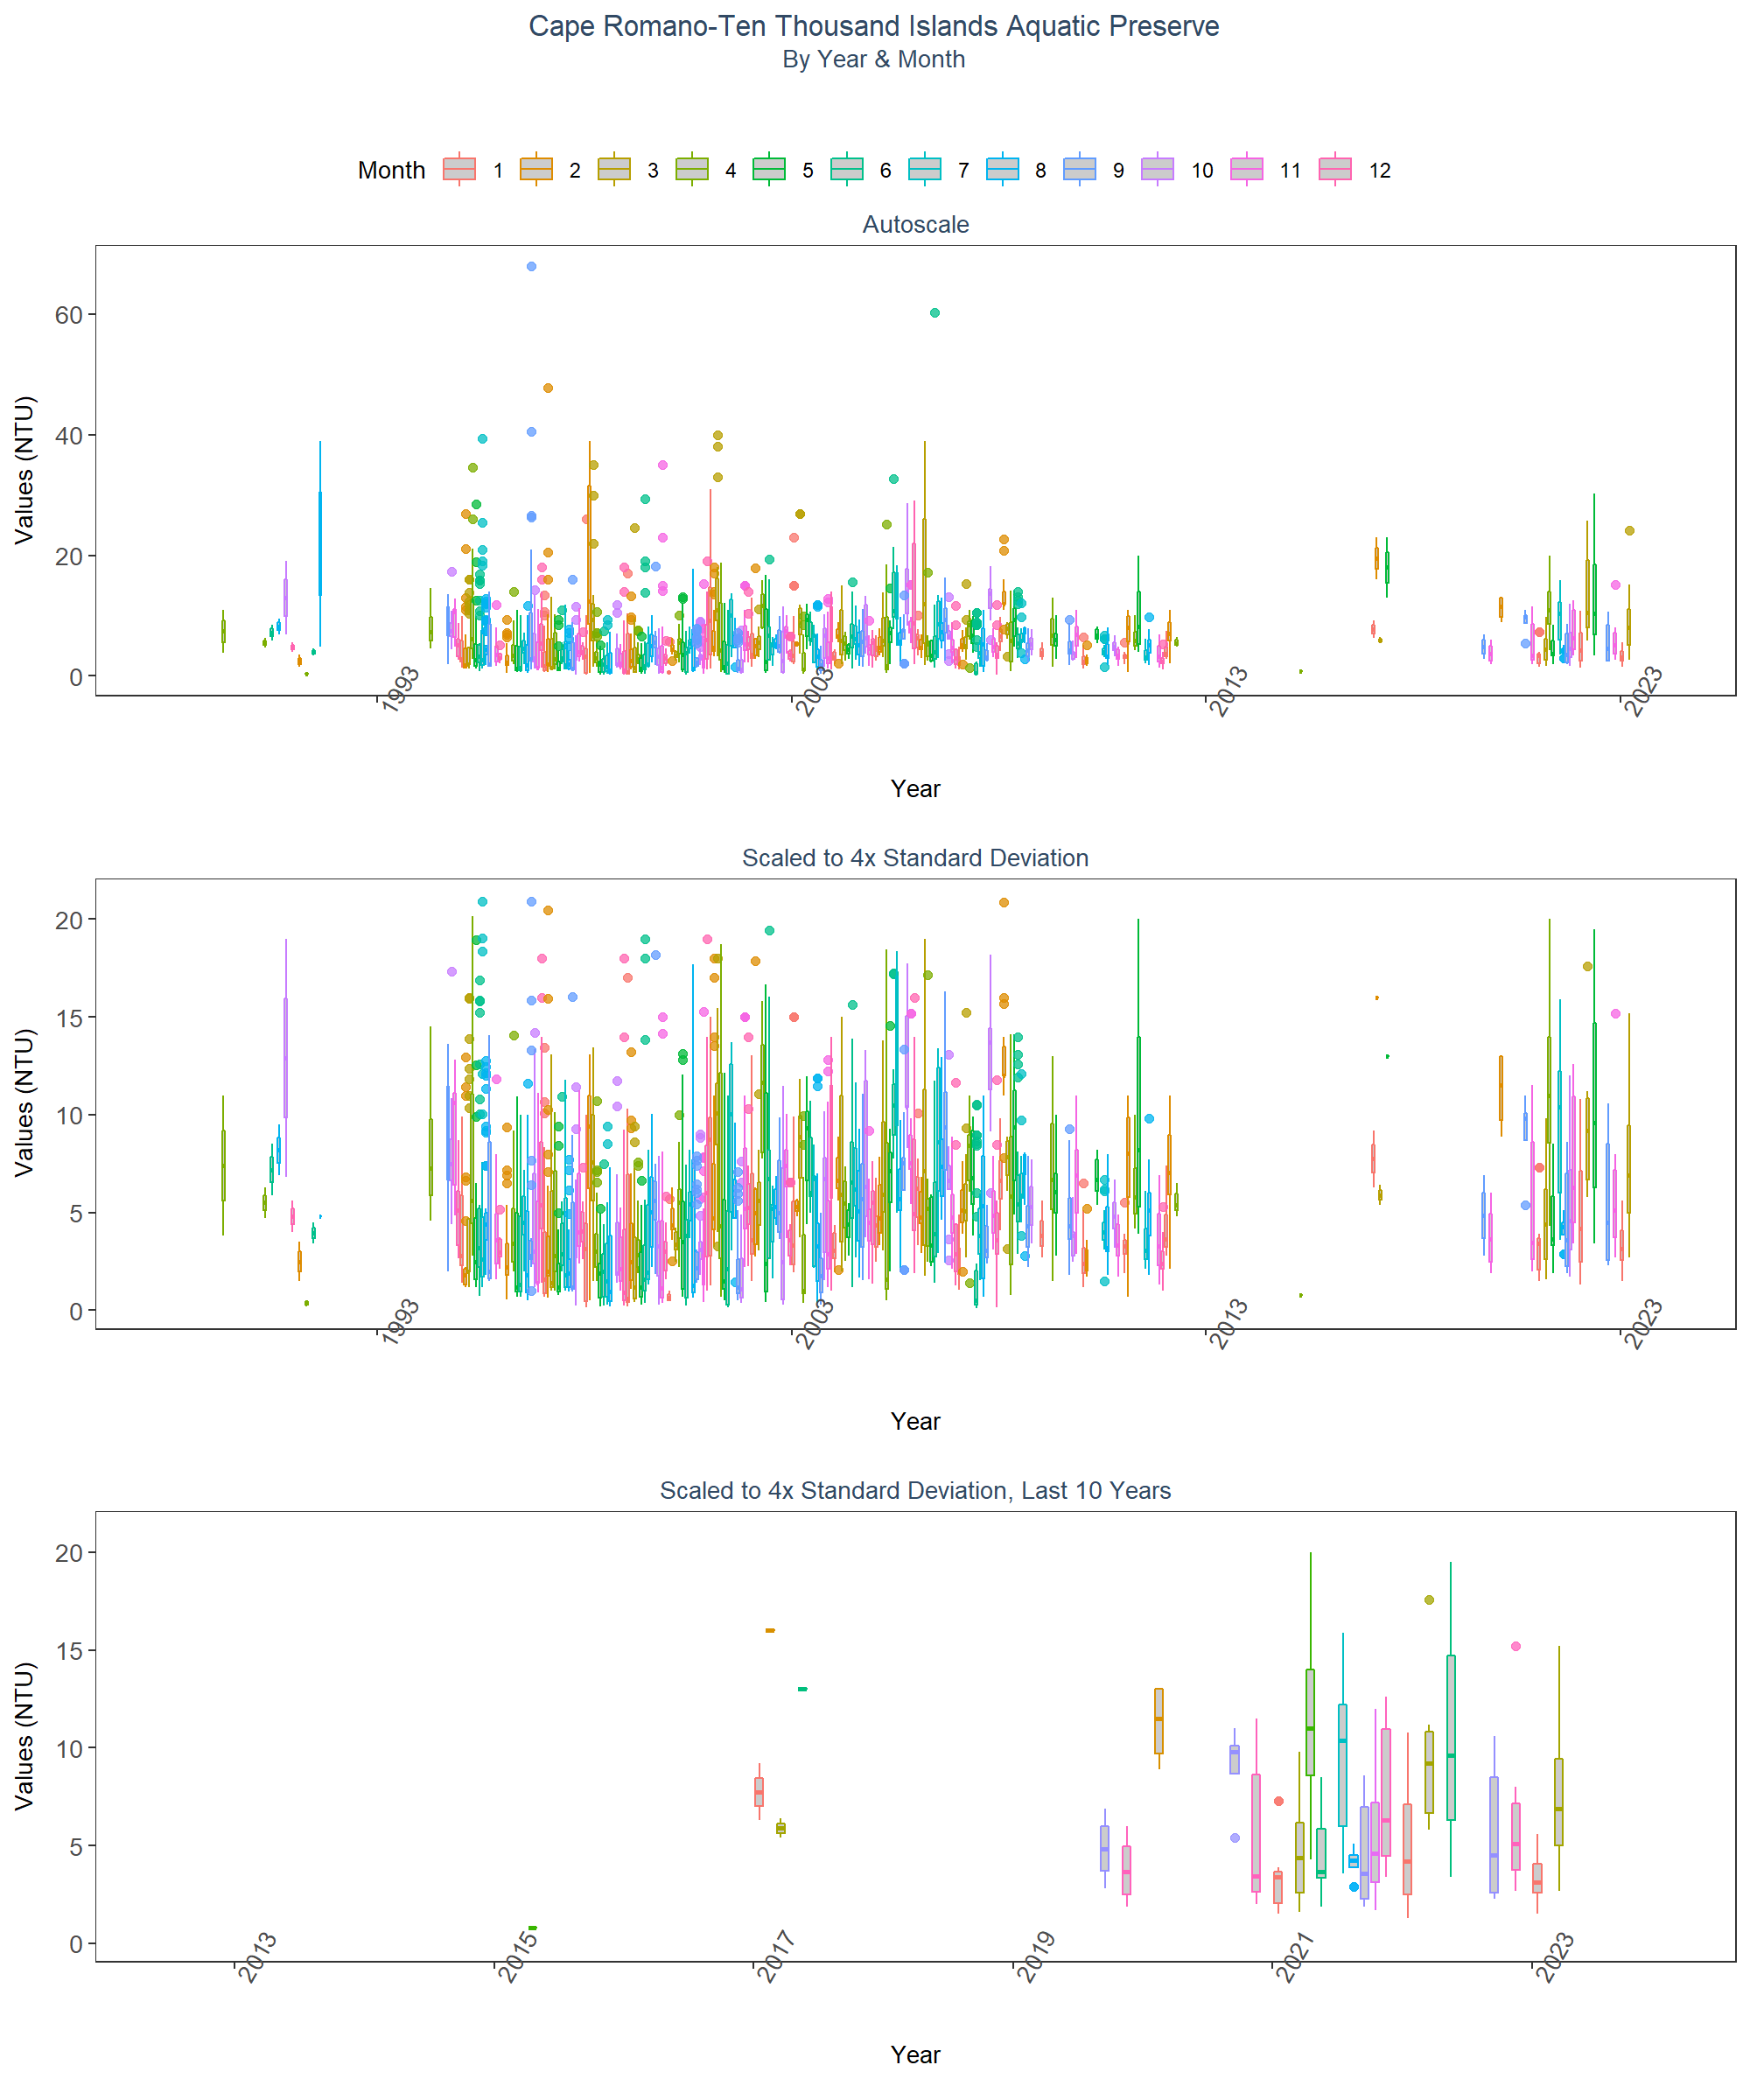 Cape Romano-Ten Thousand Islands Aquatic Preserve
By Year & Month
Month 1 2 3 4 5 6 7 8 9 10 11 12
Autoscale
Values (NTU)
60
40
20
0
1993 2003 2013 2023
Year
Scaled to 4x Standard Deviation
Values (NTU)
20
15
10
5
0
1993 2003 2013 2023
Year
Scaled to 4x Standard Deviation, Last 10 Years
Values (NTU)
20
15
10
5
0
2013 2015 2017 2019 2021 2023
Year